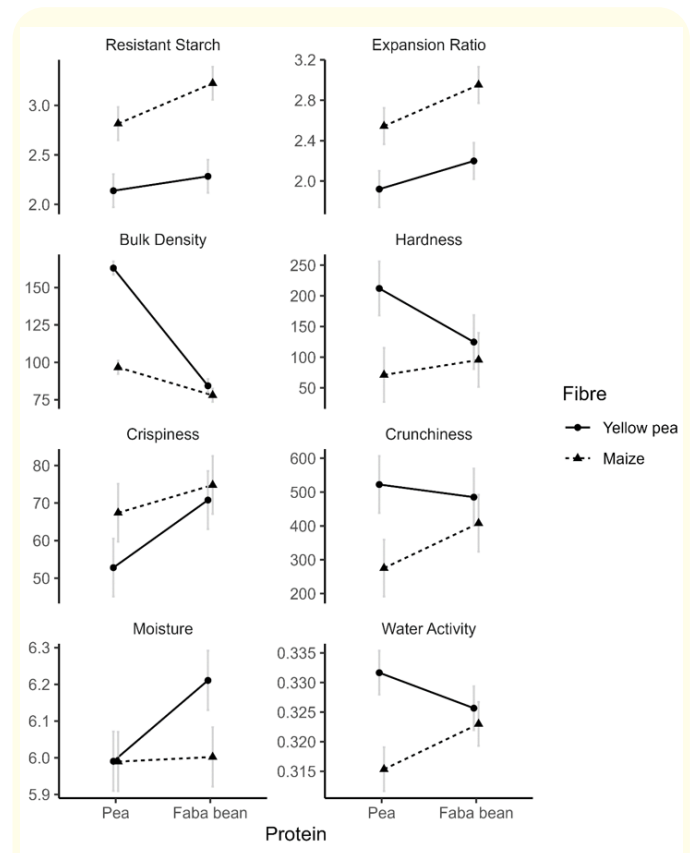 Resistant Starch
3.0
2.5
2.0
Expansion Ratio
3.2
2.8
2.4
2.0
Bulk Density
150
125
100
75
Hardness
250
200
150
100
50
Crispiness
80
70
60
50
Crunchiness
600
500
400
300
200
Moisture
6.3
6.2
6.1
6.0
5.9
Water Activity
0.335
0.330
0.325
0.320
0.315
Pea Faba bean
Pea Faba bean
Protein
Fibre
Yellow pea
Maize